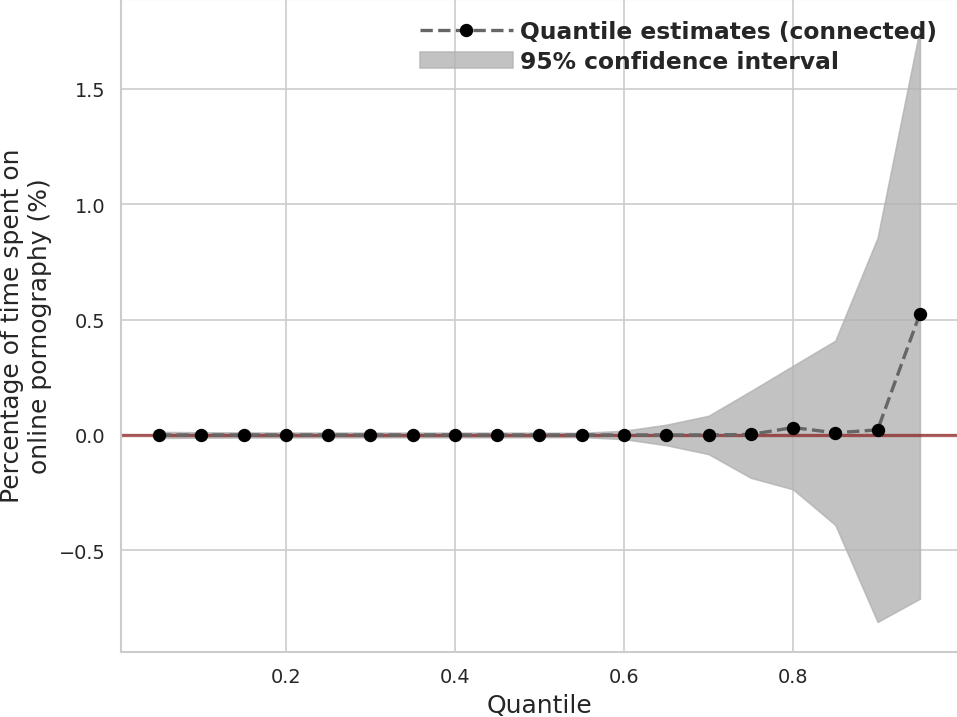 Quantile estimates (connected)
95% confidence interval
Percentage of time spent on
online pornography (%)
1.5
1.0
0.5
0.0
−0.5
0.2
0.4
0.6
0.8
Quantile